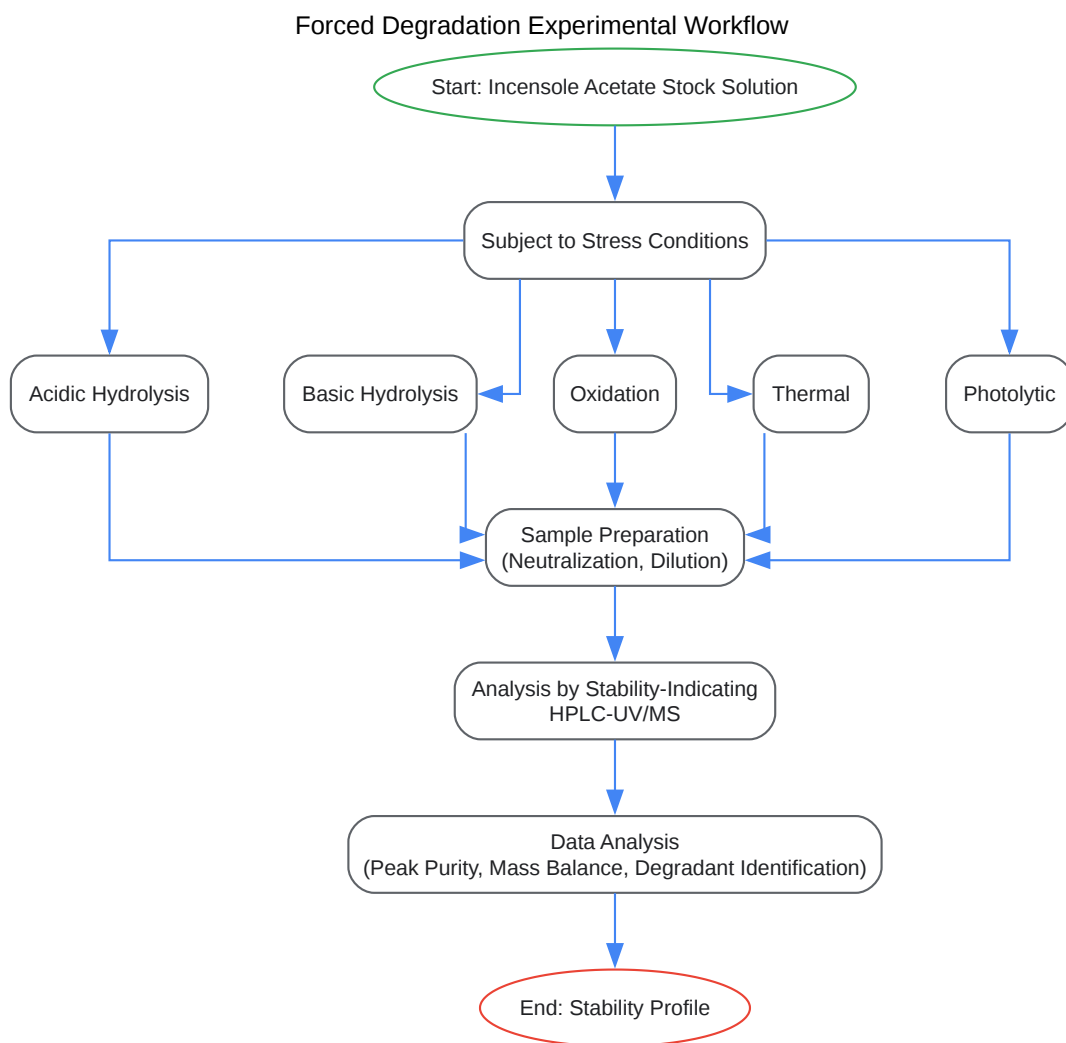 Forced Degradation Experimental Workflow
Start: Incensole Acetate Stock Solution
Subject to Stress Conditions
Acidic Hydrolysis
Basic Hydrolysis
Oxidation
Thermal
Photolytic
Sample Preparation
(Neutralization, Dilution)
Analysis by Stability-Indicating
HPLC-UV/MS
Data Analysis
(Peak Purity, Mass Balance, Degradant Identification)
End: Stability Profile